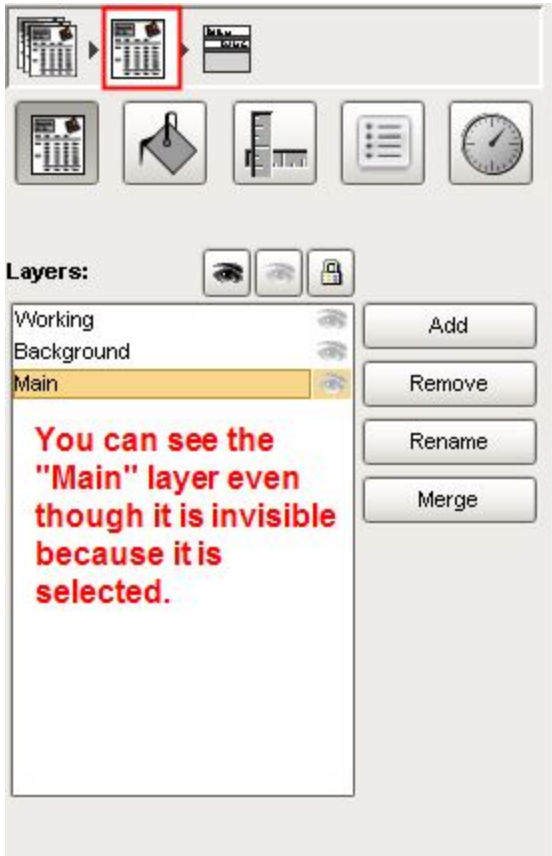 Layers:
Working
Background
Main
Add
Remove
Rename
Merge
You can see the
"Main" layer even
though it is invisible
because it is
selected.